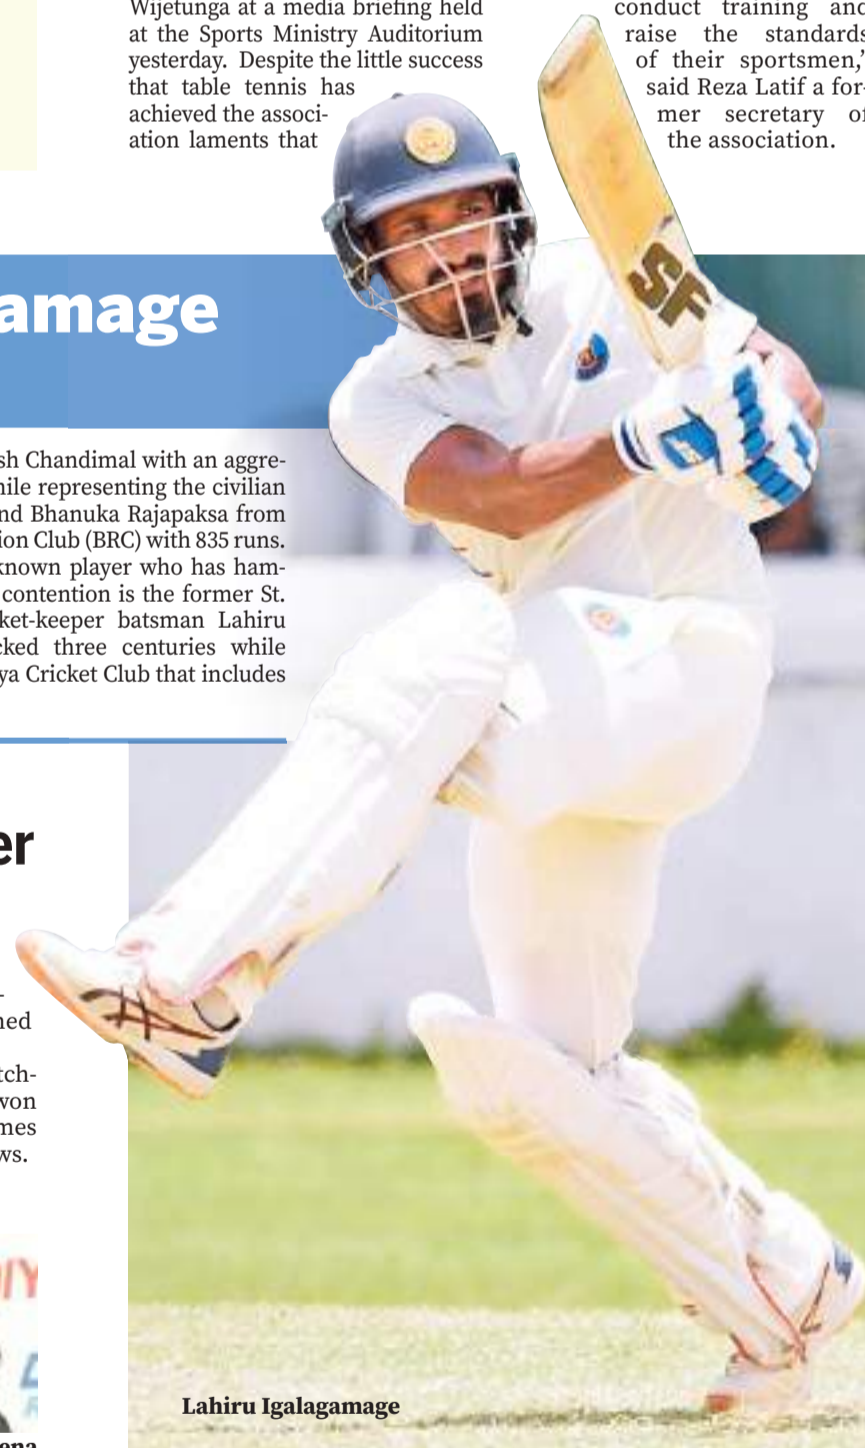 Wijetunga at a media briefing held
at the Sports Ministry Auditorium
yesterday. Despite the little success
that table tennis has
achieved the associ-
ation laments that
conduct training and
raise the standards
of their sportsmen,"
said Reza Latif a for-
mer secretary of
the association.
SF
amage
sh Chandimal with an aggre-
hile representing the civilian
nd Bhanuka Rajapaksa from
ion Club (BRC) with 835 runs.
known player who has ham-
contention is the former St.
ket-keeper batsman Lahiru
cked three centuries while
ya Cricket Club that includes
er
-
ned
tch-
won
mes
ws.
IY
Lahiru Igalagamage
ena